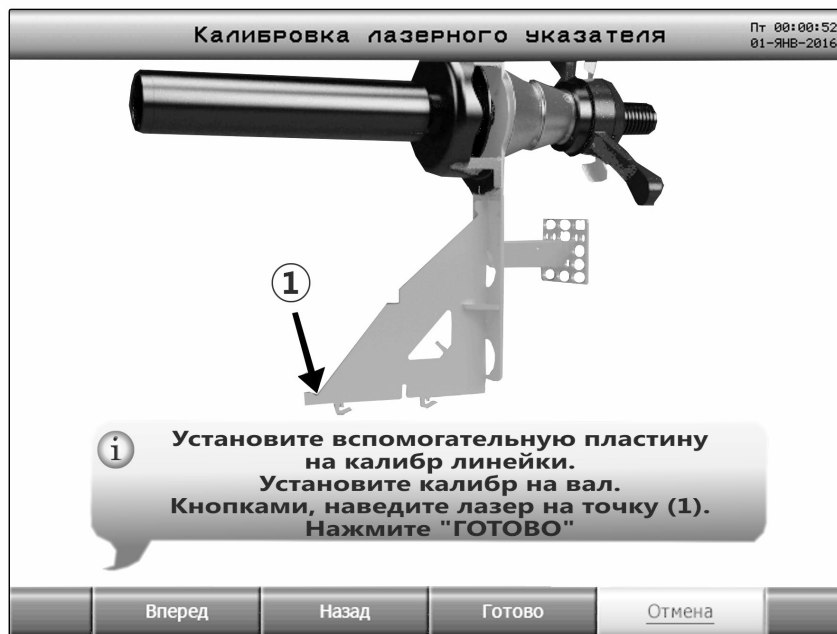 Калибровка лазерного указателя
Пт 00:00:52
01-ЯНВ-2016
1
i
Установите вспомогательную пластину
на калибр линейки.
Установите калибр на вал.
Кнопками, наведите лазер на точку (1).
Нажмите "ГОТОВО"
Вперед
Назад
Готово
Отмена